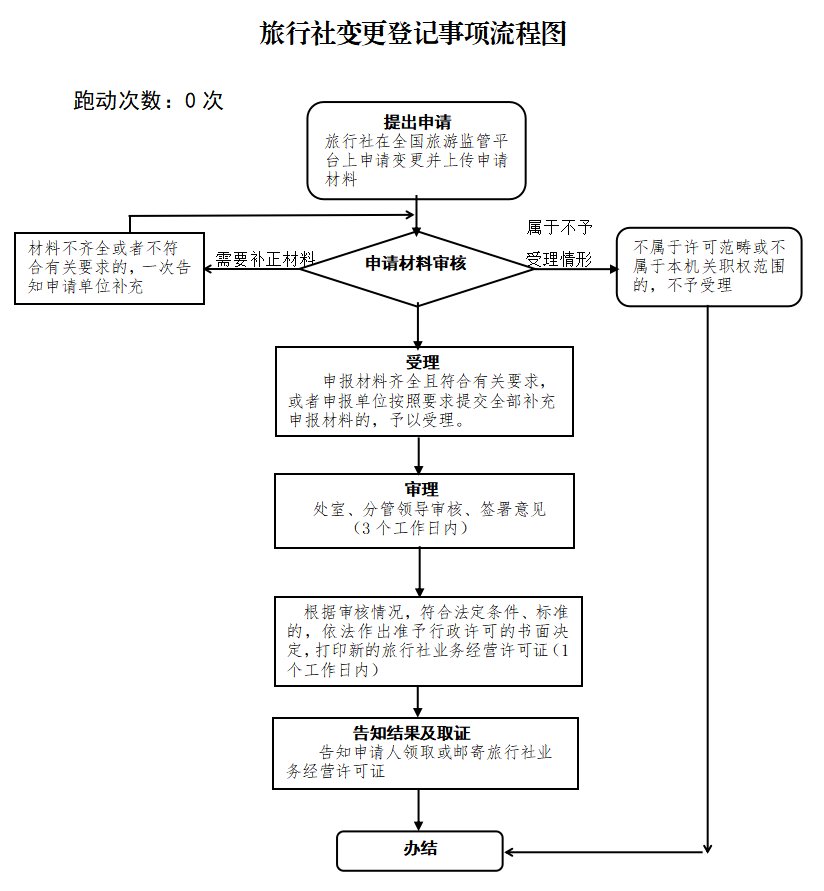 旅行社变更登记事项流程图
跑动次数：0 次
提出申请
旅行社在全国旅游监管平
台上申请变更并上传申请
材料
材料不齐全或者不符
合有关要求的，一次告
知申请单位补充
需要补正材料
申请材料审核
属于不予
受理情形
不属于许可范畴或不
属于本机关职权范围
的，不予受理
受理
申报材料齐全且符合有关要求，
或者申报单位按照要求提交全部补充
申报材料的，予以受理。
审理
处室、分管领导审核、签署意见
（3 个工作日内）
根据审核情况，符合法定条件、标准
的，依法作出准予行政许可的书面决
定，打印新的旅行社业务经营许可证（1
个工作日内）
告知结果及取证
告知申请人领取或邮寄旅行社业
务经营许可证
办结